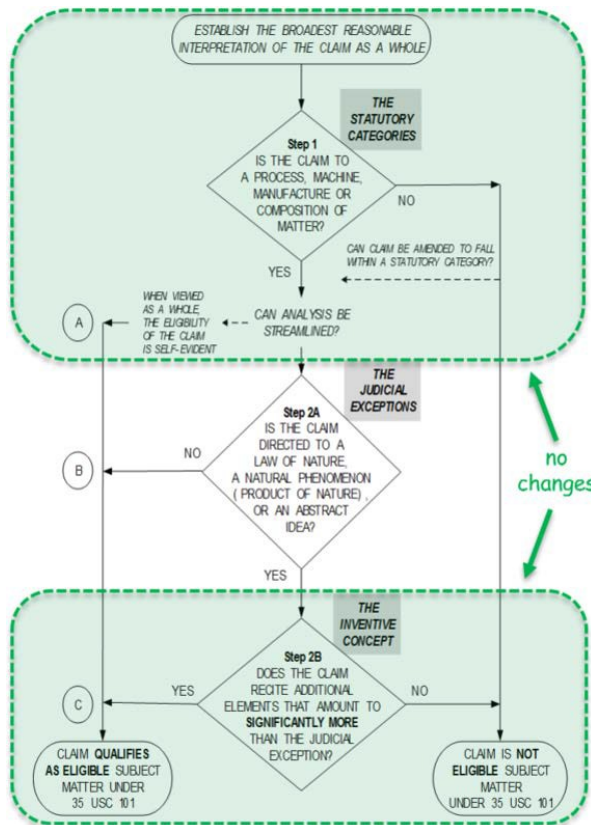 ESTABLISH THE BROADEST REASONABLE
INTERPRETATION OF THE CLAIM AS A WHOLE
THE
STATUTORY
CATEGORIES
Step 1
IS THE CLAIM TO
A PROCESS, MACHINE,
MANUFACTURE OR
COMPOSITION OF
MATTER?
NO
CAN CLAIM BE AMENDED TO FALL
WITHIN A STATUTORY CATEGORY?
YES
WHEN VIEWED
AS A WHOLE,
THE ELIGIBILITY
OF THE CLAIM
IS SELF-EVIDENT
A
CAN ANALYSIS BE
STREAMLINED?
THE
JUDICIAL
EXCEPTIONS
Step 2A
IS THE CLAIM
DIRECTED TO A
LAW OF NATURE,
A NATURAL PHENOMENON
( PRODUCT OF NATURE) ,
OR AN ABSTRACT
IDEA?
NO
B
no
changes
YES
THE
INVENTIVE
CONCEPT
Step 2B
DOES THE CLAIM
RECITE ADDITIONAL
ELEMENTS THAT AMOUNT TO
SIGNIFICANTLY MORE
THAN THE JUDICIAL
EXCEPTION?
YES
NO
C
CLAIM QUALIFIES
AS ELIGIBLE SUBJECT
MATTER UNDER
35 USC 101
CLAIM IS NOT
ELIGIBLE SUBJECT
MATTER
UNDER 35 USC 101